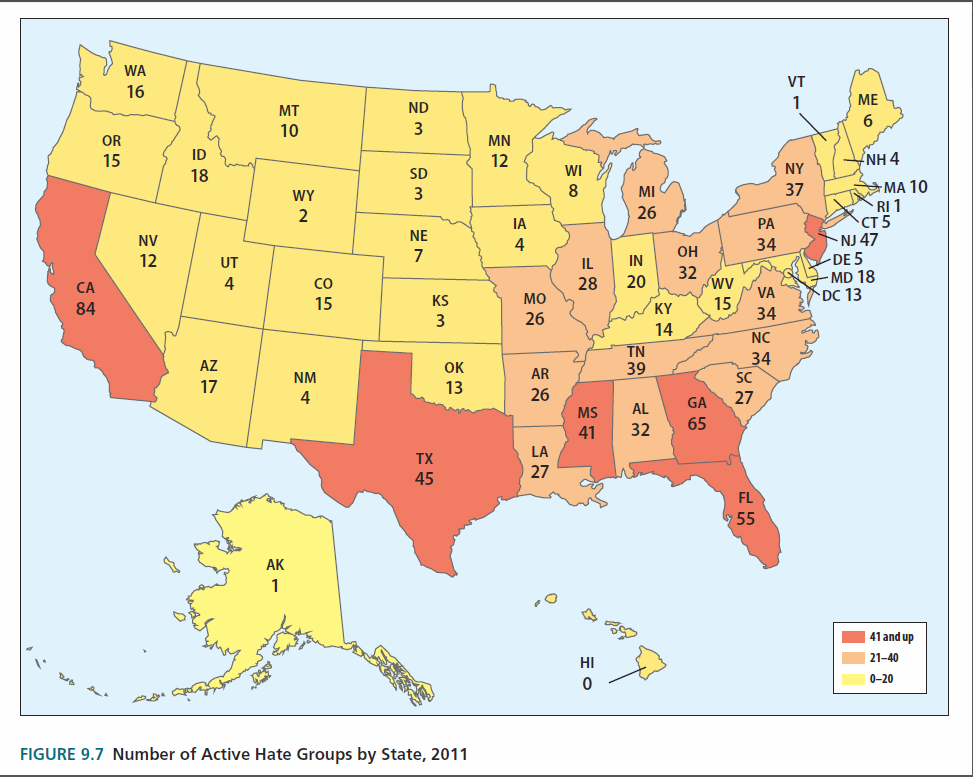 WA
16
OR
15
ID
18
MT
10
ND
3
MN
12
SD
3
WY
2
WI
8
MI
26
VT
1
ME
6
NH 4
NY
37
MA 10
RI 1
CT 5
NJ 47
DE 5
MD 18
DC 13
NV
12
UT
4
CO
15
NE
7
IA
4
IL
28
IN
20
OH
32
PA
34
WV
15
VA
34
CA
84
KS
3
MO
26
KY
14
NC
34
TN
39
SC
27
AZ
17
NM
4
OK
13
AR
26
MS
41
AL
32
GA
65
TX
45
LA
27
FL
55
AK
1
HI
0
41 and up
21–40
0–20
FIGURE 9.7 Number of Active Hate Groups by State, 2011